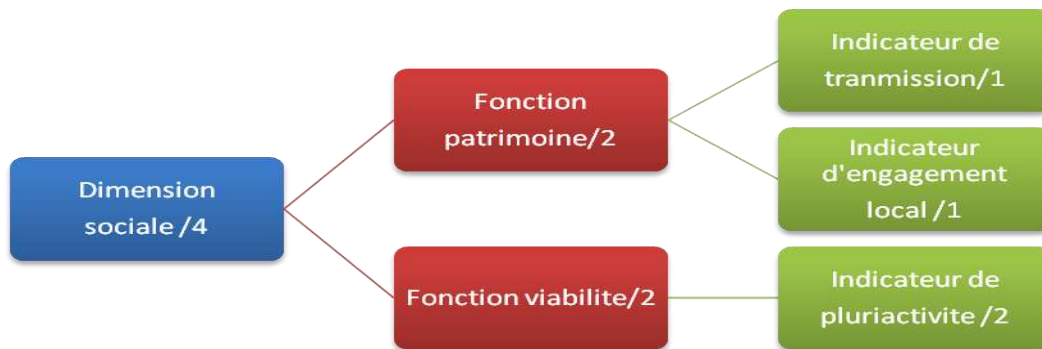 Dimension
sociale /4
Fonction
patrimoine/2
Fonction viabilite/2
Indicateur de
tranmission/1
Indicateur
d'engagement
local /1
Indicateur de
pluriactivite /2